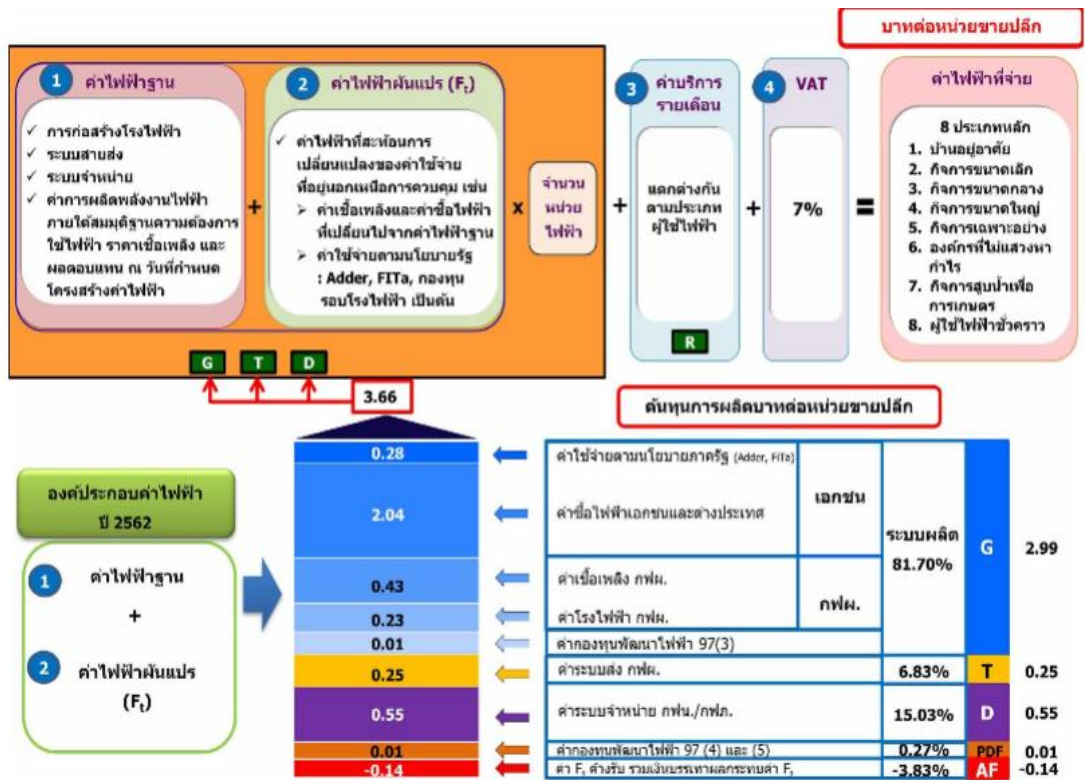 บาทต่อหน่วยขายปลีก
1 ค่าไฟฟ้าฐาน
✓ การก่อสร้างโรงไฟฟ้า
✓ ระบบสายส่ง
✓ ระบบจำหน่าย
✓ ค่าการผลิตพลังงานไฟฟ้า
ภายใต้สมมุติฐานความต้องการ
ใช้ไฟฟ้า ราคาเชื้อเพลิง และ
ผลตอบแทน ณ วันที่กำหนด
โครงสร้างค่าไฟฟ้า
+
2 ค่าไฟฟ้าผันแปร (Ft)
✓ ค่าไฟฟ้าที่สะท้อนการ
เปลี่ยนแปลงของค่าใช้จ่าย
ที่อยู่นอกเหนือการควบคุม เช่น
➢ ค่าเชื้อเพลิงและค่าซื้อไฟฟ้า
ที่เปลี่ยนไปจากค่าไฟฟ้าฐาน
➢ ค่าใช้จ่ายตามนโยบายรัฐ
: Adder, FITa, กองทุน
รอบโรงไฟฟ้า เป็นต้น
x
จำนวน
หน่วย
ไฟฟ้า
+
3 ค่าบริการ
รายเดือน
แตกต่างกัน
ตามประเภท
ผู้ใช้ไฟฟ้า
R
+
4 VAT
7%
=
ค่าไฟฟ้าที่จ่าย
8 ประเภทหลัก
1. บ้านอยู่อาศัย
2. กิจการขนาดเล็ก
3. กิจการขนาดกลาง
4. กิจการขนาดใหญ่
5. กิจการเฉพาะอย่าง
6. องค์กรที่ไม่แสวงหา
กำไร
7. กิจการสูบน้ำเพื่อ
การเกษตร
8. ผู้ใช้ไฟฟ้าชั่วคราว
G T D
3.66
ต้นทุนการผลิตบาทต่อหน่วยขายปลีก
องค์ประกอบค่าไฟฟ้า
ปี 2562
1 ค่าไฟฟ้าฐาน
+
2 ค่าไฟฟ้าผันแปร
(Ft)
0.28 ค่าใช้จ่ายตามนโยบายภาครัฐ (Adder, FiTa)
2.04 ค่าซื้อไฟฟ้าเอกชนและต่างประเทศ
เอกชน
0.43 ค่าเชื้อเพลิง กฟผ.
0.23 ค่าโรงไฟฟ้า กฟผ.
กฟผ.
0.01 ค่ากองทุนพัฒนาไฟฟ้า 97(3)
ระบบผลิต
81.70%
G 2.99
0.25 ค่าระบบส่ง กฟผ. 6.83% T 0.25
0.55 ค่าระบบจำหน่าย กฟน./กฟภ. 15.03% D 0.55
0.01 ค่ากองทุนพัฒนาไฟฟ้า 97 (4) และ (5) 0.27% PDF 0.01
-0.14 ค่า Ft ค้างรับ รวมเงินบรรเทาผลกระทบค่า Ft -3.83% AF -0.14